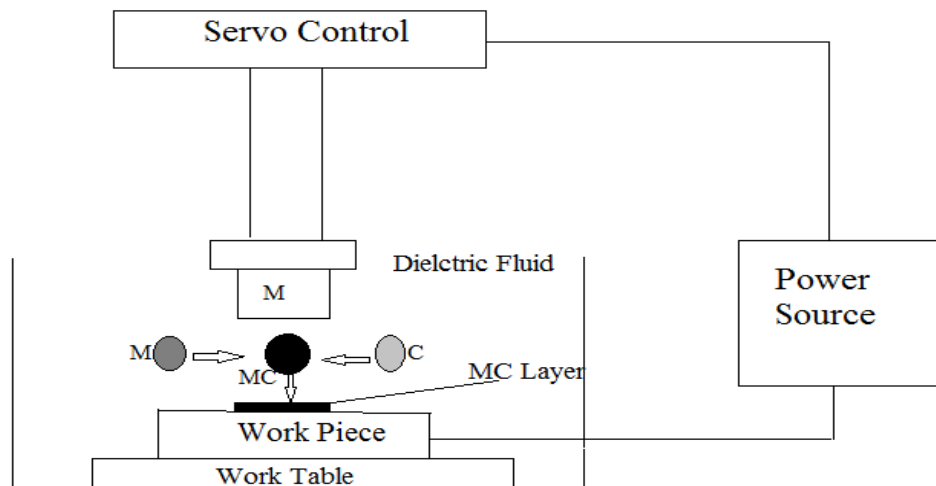 Servo Control
Dielctric Fluid
M
Power
Source
M
C
MC
MC Layer
Work Piece
Work Table